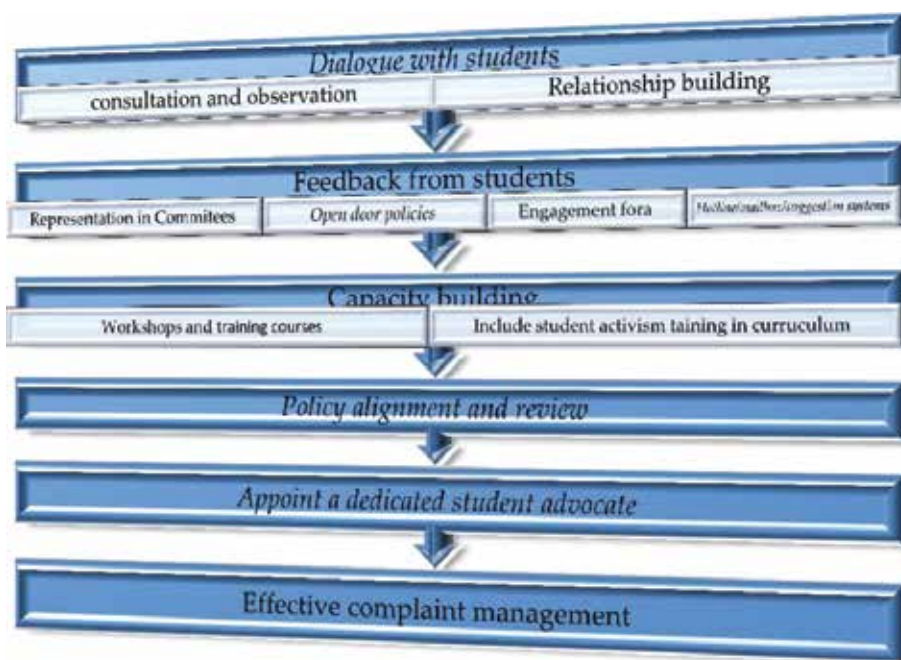 Dialogue with students
consultation and observation
Relationship building
Feedback from students
Representation in Commitees
Open door policies
Engagement fora
systems
Capacity building
Workshops and training courses
Include student activism taining in curruculum
Policy alignment and review
Appoint a dedicated student advocate
Effective complaint management